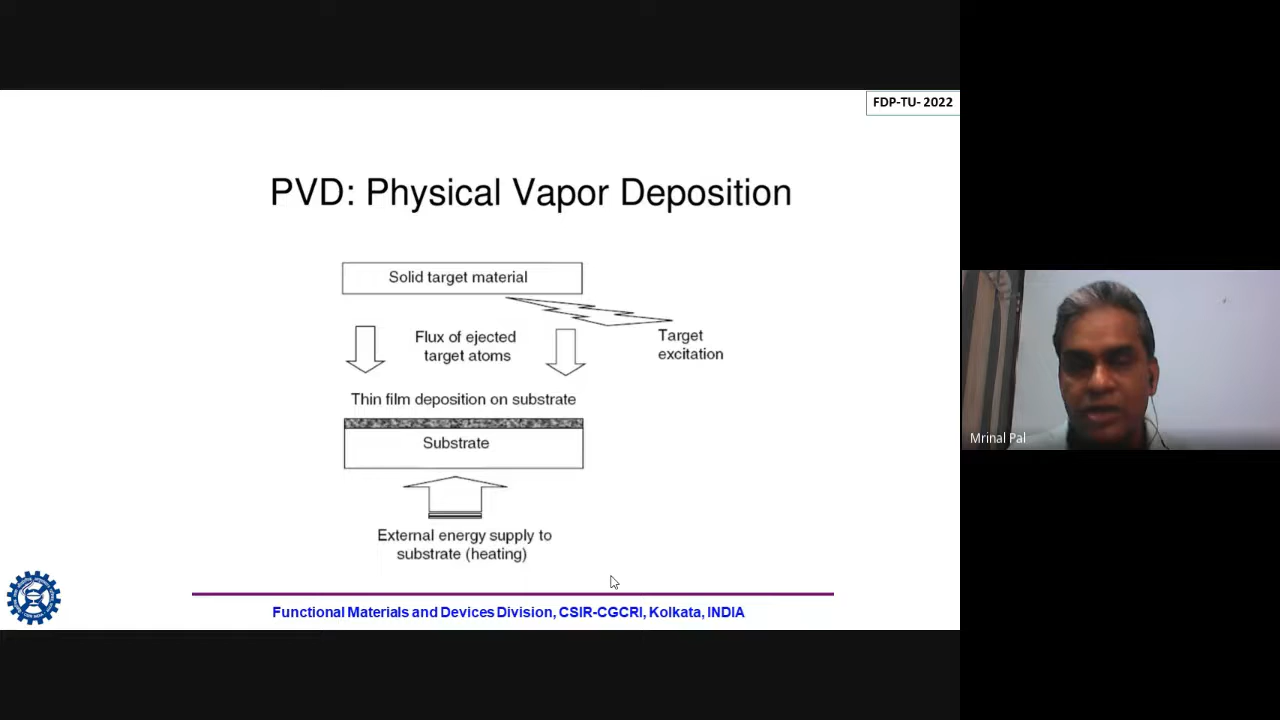 FDP-TU- 2022
PVD: Physical Vapor Deposition
Solid target material
Flux of ejected
target atoms
Target
excitation
Thin film deposition on substrate
Substrate
External energy supply to
substrate (heating)
Functional Materials and Devices Division, CSIR-CGCRI, Kolkata, INDIA
Mrinal Pal